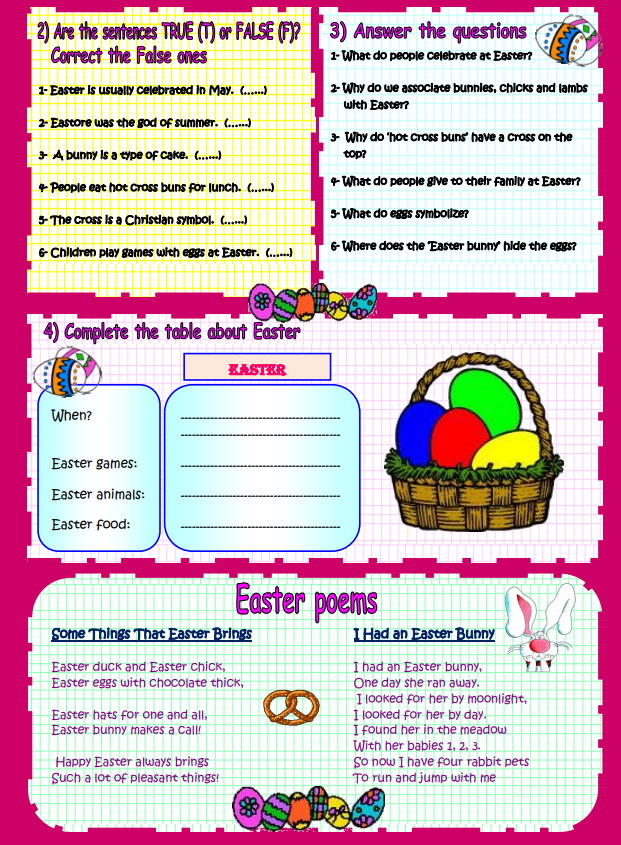 2) Are the sentences TRUE (T) or FALSE (F)?
Correct the False ones
1- Easter is usually celebrated in May. (......)
2- Eastore was the god of summer. (......)
3- A bunny is a type of cake. (......)
4- People eat hot cross buns for lunch. (......)
5- The cross is a Christian symbol. (......)
6- Children play games with eggs at Easter. (......)
3) Answer the questions
1- What do people celebrate at Easter?
2- Why do we associate bunnies, chicks and lambs
with Easter?
3- Why do 'hot cross buns' have a cross on the
top?
4- What do people give to their family at Easter?
5- What do eggs symbolize?
6- Where does the 'Easter bunny' hide the eggs?
4) Complete the table about Easter
EASTER
When?
Easter games:
Easter animals:
Easter food:
Easter poems
Some Things That Easter Brings
Easter duck and Easter chick,
Easter eggs with chocolate thick,
Easter hats for one and all,
Easter bunny makes a call!
Happy Easter always brings
Such a lot of pleasant things!
I Had an Easter Bunny
I had an Easter bunny,
One day she ran away.
I looked for her by moonlight,
I looked for her by day.
I found her in the meadow
With her babies 1, 2, 3.
So now I have four rabbit pets
To run and jump with me